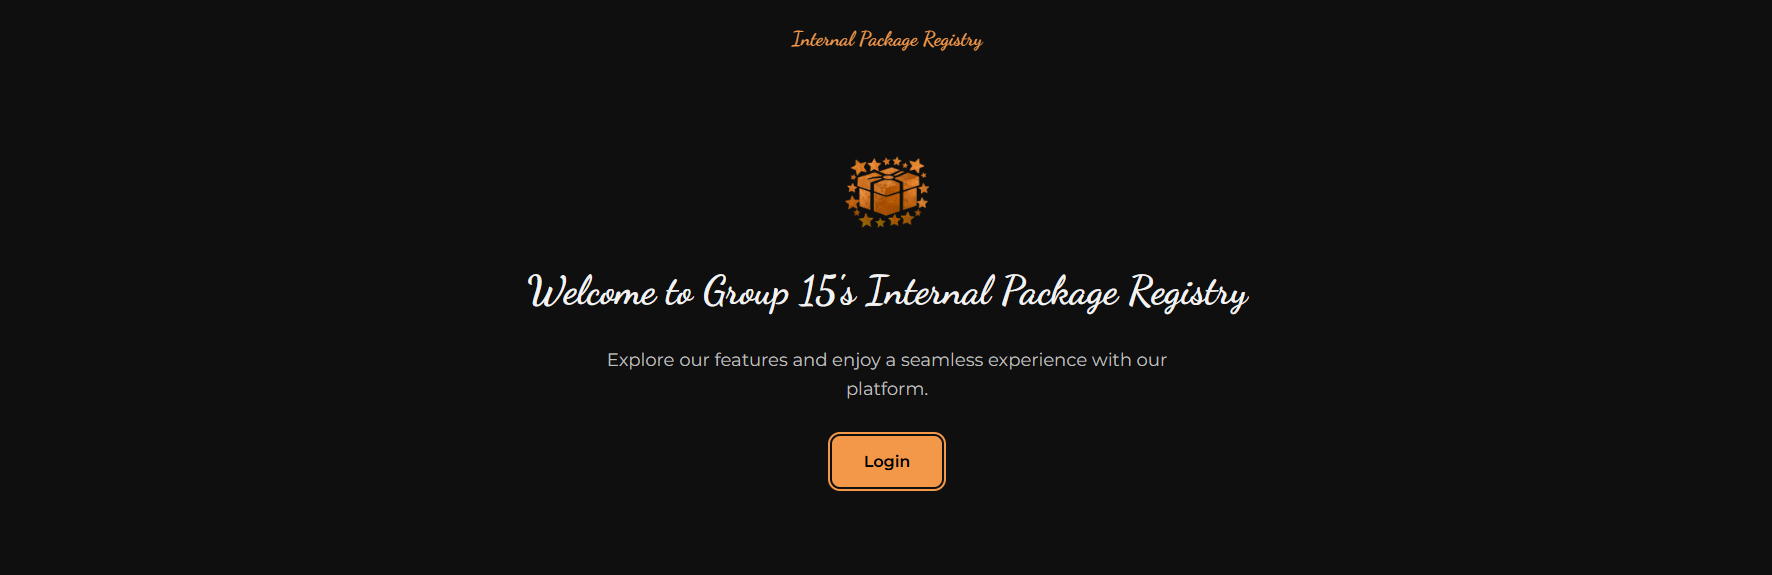 Internal Package Registry
Welcome to Group 15's Internal Package Registry
Explore our features and enjoy a seamless experience with our
platform.
Login